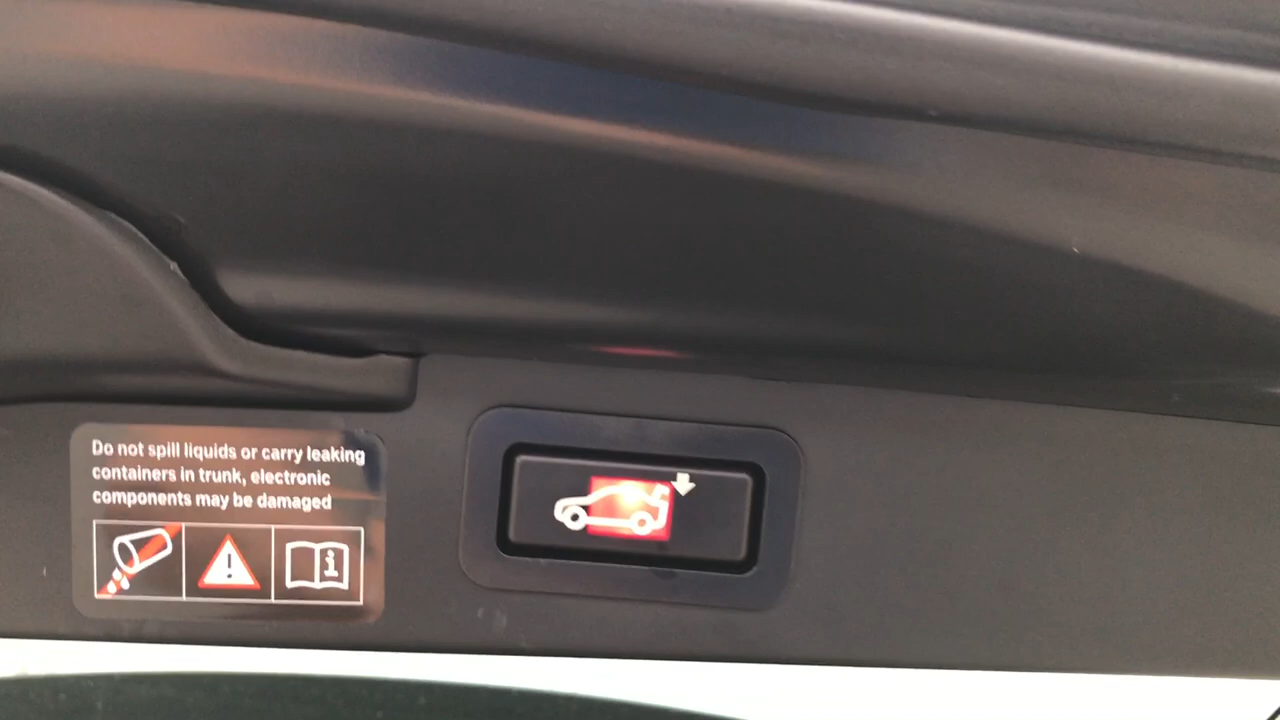 Do not spill liquids or carry leaking
containers in trunk, electronic
components may be damaged